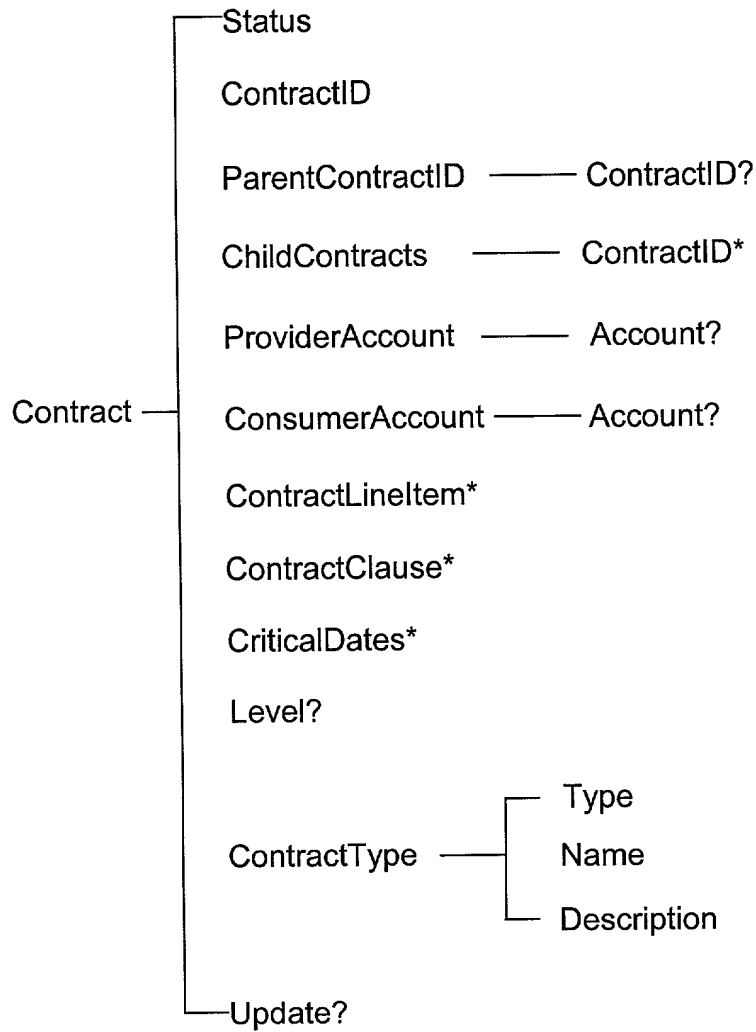 Status
ContractID
ParentContractID ContractID?
ChildContracts ContractID*
ProviderAccount Account?
Contract
ConsumerAccount Account?
ContractLineItem*
ContractClause*
CriticalDates*
Level?
Type
ContractType Name
Description
Update?